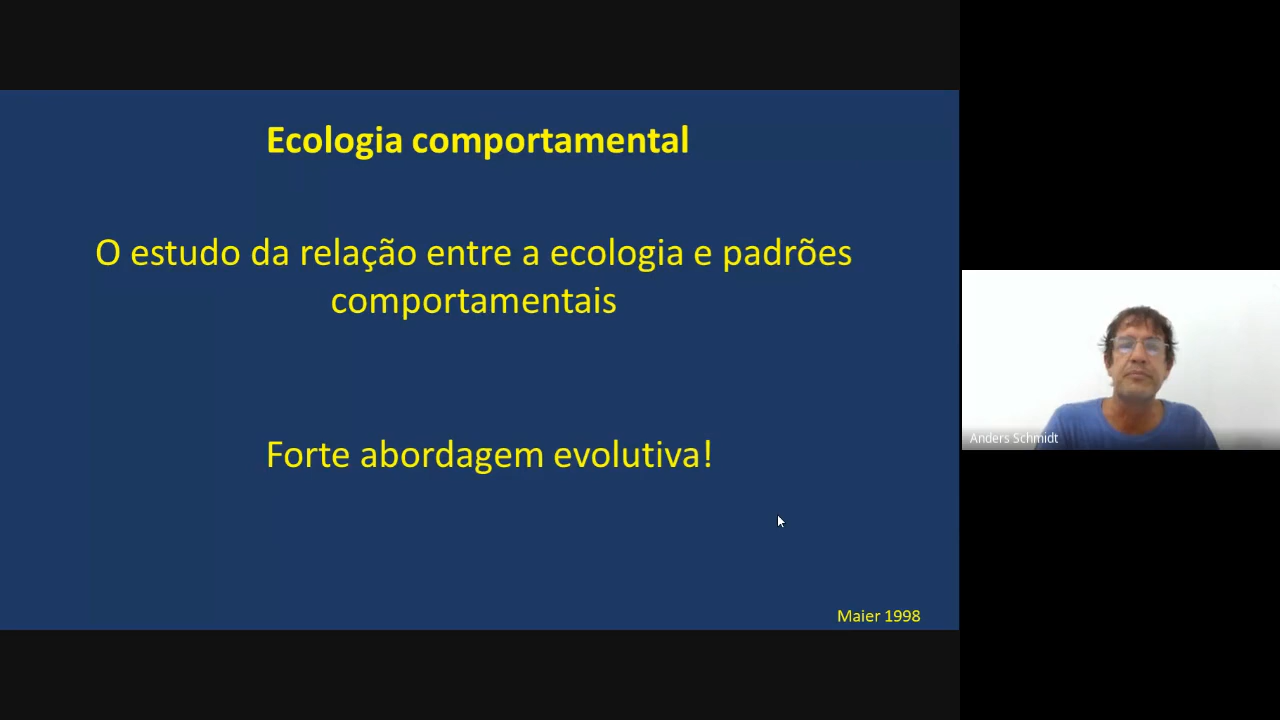 Ecologia comportamental
O estudo da relação entre a ecologia e padrões
comportamentais
Forte abordagem evolutiva!
Maier 1998
Anders Schmidt